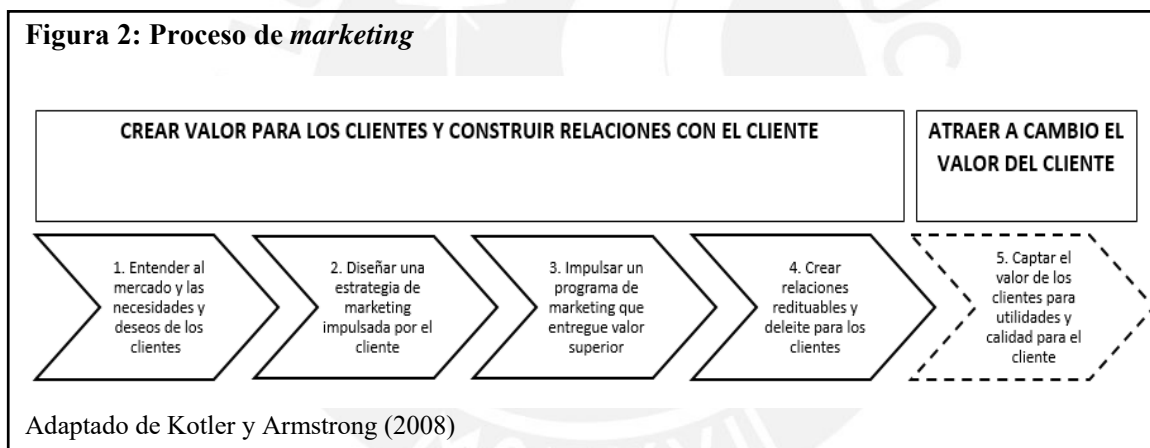 Figura 2: Proceso de marketing
CREAR VALOR PARA LOS CLIENTES Y CONSTRUIR RELACIONES CON EL CLIENTE
ATRAER A CAMBIO EL
VALOR DEL CLIENTE
1. Entender al
mercado y las
necesidades y
deseos de los
clientes
2. Diseñar una
estrategia de
marketing
impulsada por el
cliente
3. Impulsar un
programa de
marketing que
entregue valor
superior
4. Crear
relaciones
redituables y
deleite para los
clientes
5. Captar el
valor de los
clientes para
utilidades y
calidad para el
cliente
Adaptado de Kotler y Armstrong (2008)